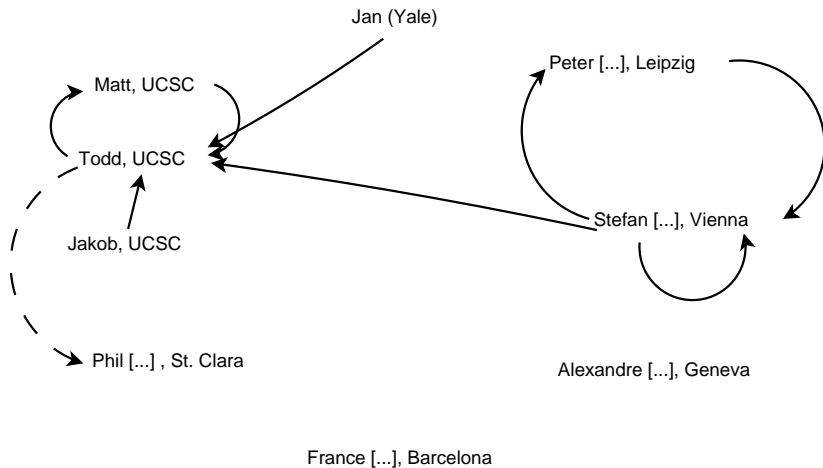 Jan (Yale)
Peter [...], Leipzig
Matt, UCSC
Todd, UCSC
Stefan [...], Vienna
Jakob, UCSC
Phil [...] , St. Clara
Alexandre [...], Geneva
France [...], Barcelona